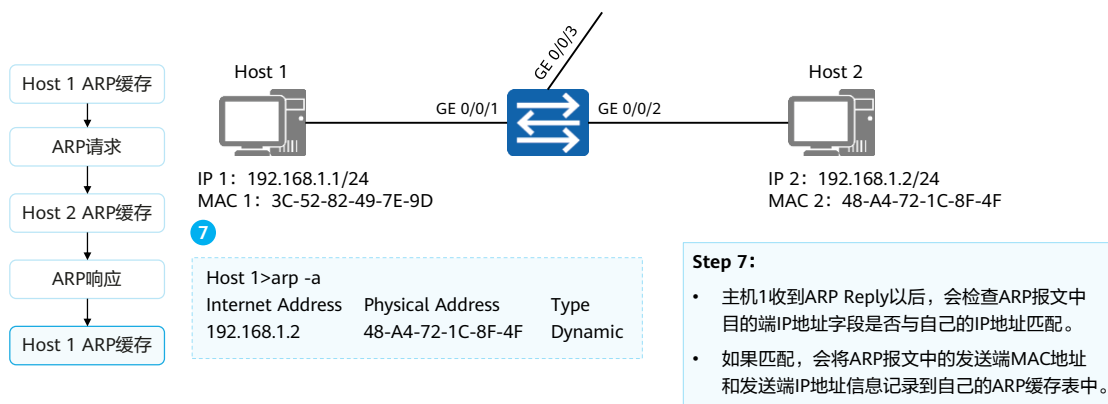 Host 1 ARP缓存
ARP请求
Host 2 ARP缓存
ARP响应
Host 1 ARP缓存
GE 0/0/3
Host 1
Host 2
GE 0/0/1
GE 0/0/2
IP 1：192.168.1.1/24
MAC 1：3C-52-82-49-7E-9D
IP 2：192.168.1.2/24
MAC 2：48-A4-72-1C-8F-4F
7
Host 1>arp -a
Internet Address Physical Address Type
192.168.1.2 48-A4-72-1C-8F-4F Dynamic
Step 7：
• 主机1收到ARP Reply以后，会检查ARP报文中
目的端IP地址字段是否与自己的IP地址匹配。
• 如果匹配，会将ARP报文中的发送端MAC地址
和发送端IP地址信息记录到自己的ARP缓存表中。